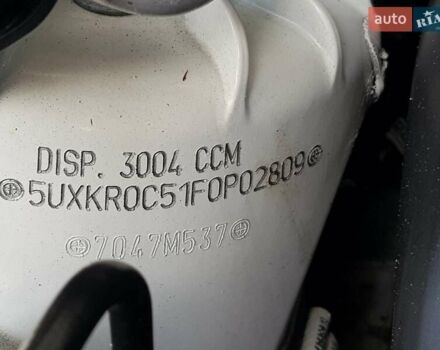 auto RIA
DISP. 3004 CCM
5UXKR0C51F0P02809
7047M537